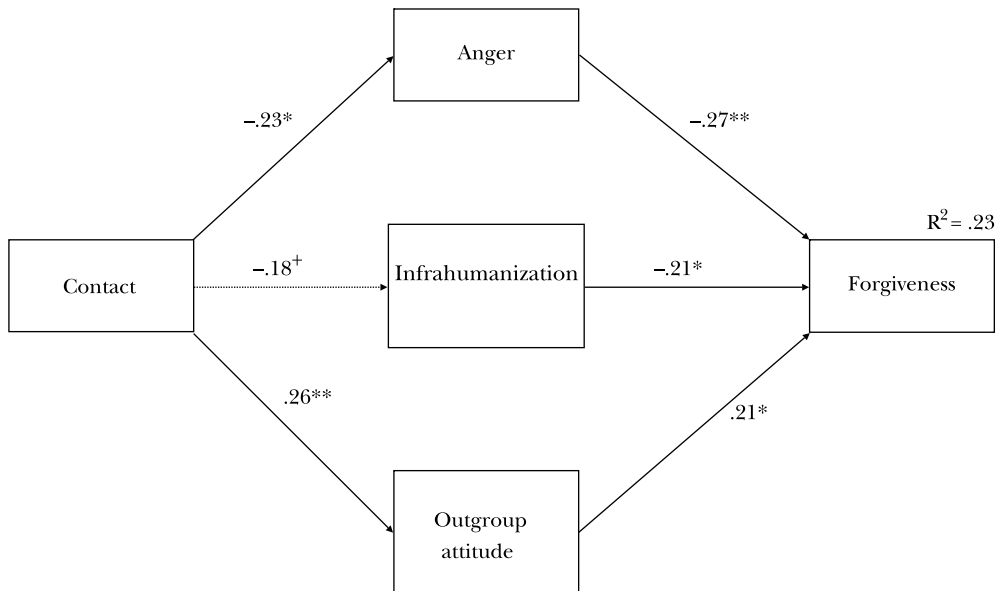 Anger
–.23*
–.27**
R² = .23
Contact
–.18⁺
Infrahumanization
–.21*
Forgiveness
.26**
.21*
Outgroup
attitude